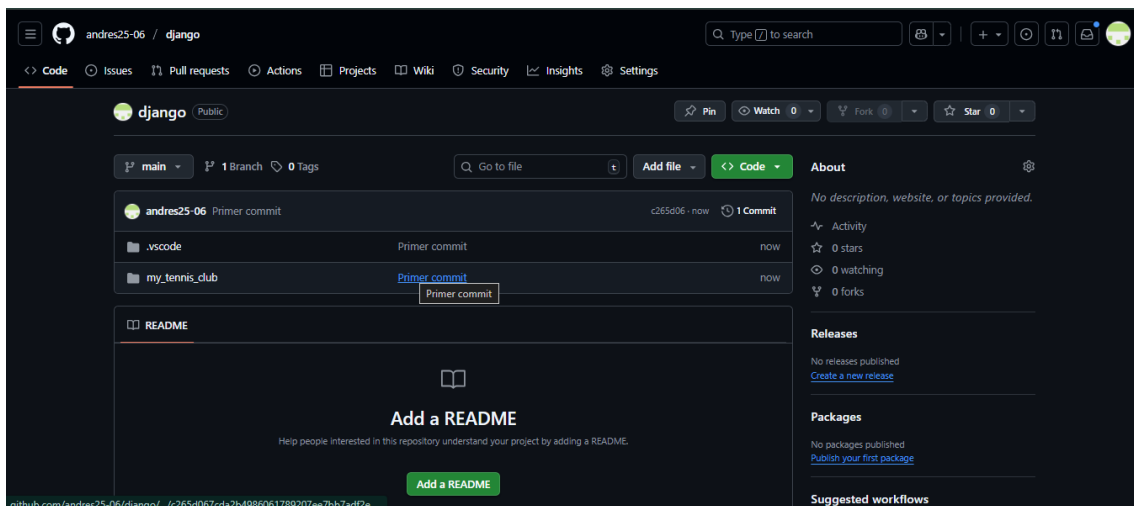 andres25-06 / django
Type / to search
<> Code Issues Pull requests Actions Projects Wiki Security Insights Settings
django Public
Pin Watch 0 Fork 0 Star 0
main 1 Branch 0 Tags
Go to file t Add file <> Code
andres25-06 Primer commit c265d06 · now 1 Commit
.vscode Primer commit now
my_tennis_club Primer commit now
Primer commit
README
Add a README
Help people interested in this repository understand your project by adding a README.
Add a README
About
No description, website, or topics provided.
Activity
0 stars
0 watching
0 forks
Releases
No releases published
Create a new release
Packages
No packages published
Publish your first package
Suggested workflows